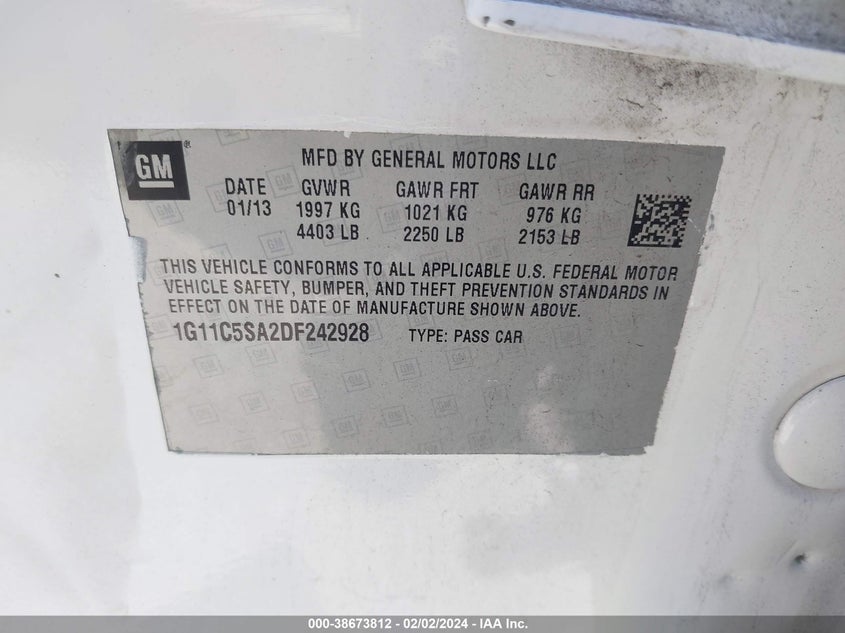 GM ®
MFD BY GENERAL MOTORS LLC
DATE GVWR GAWR FRT GAWR RR
01/13 1997 KG 1021 KG 976 KG
4403 LB 2250 LB 2153 LB
THIS VEHICLE CONFORMS TO ALL APPLICABLE U.S. FEDERAL MOTOR
VEHICLE SAFETY, BUMPER, AND THEFT PREVENTION STANDARDS IN
EFFECT ON THE DATE OF MANUFACTURE SHOWN ABOVE.
1G11C5SA2DF242928 TYPE: PASS CAR
000-38673812 - 02/02/2024 - IAA Inc.